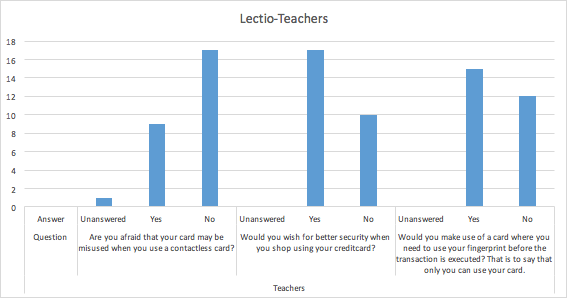 Lectio-Teachers
18
16
14
12
10
8
6
4
2
0
Answer Unanswered Yes No Unanswered Yes No Unanswered Yes No
Question
Are you afraid that your card may be
misused when you use a contactless card?
Would you wish for better security when
you shop using your creditcard?
Would you make use of a card where you
need to use your fingerprint before the
transaction is executed? That is to say that
only you can use your card.
Teachers